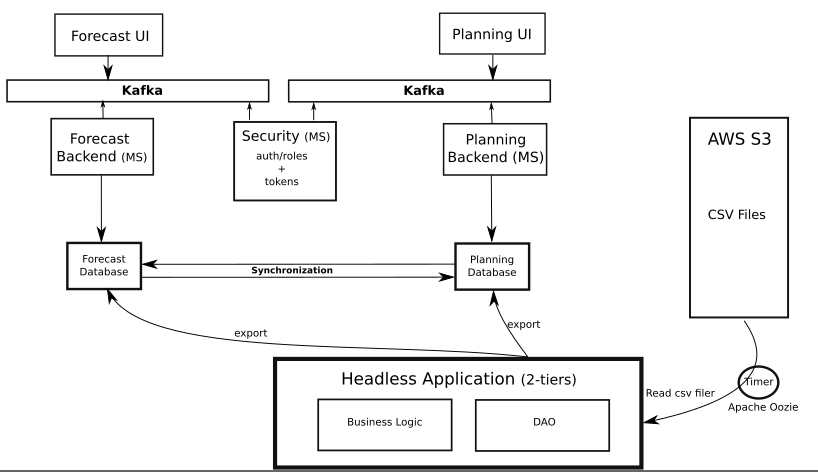 Forecast UI
Planning UI
Kafka
Kafka
Forecast
Backend (MS)
Security (MS)
auth/roles
+
tokens
Planning
Backend (MS)
AWS S3
CSV Files
Forecast
Database
Synchronization
Planning
Database
export
export
Headless Application (2-tiers)
Business Logic
DAO
Read csv filer
Timer
Apache Oozie